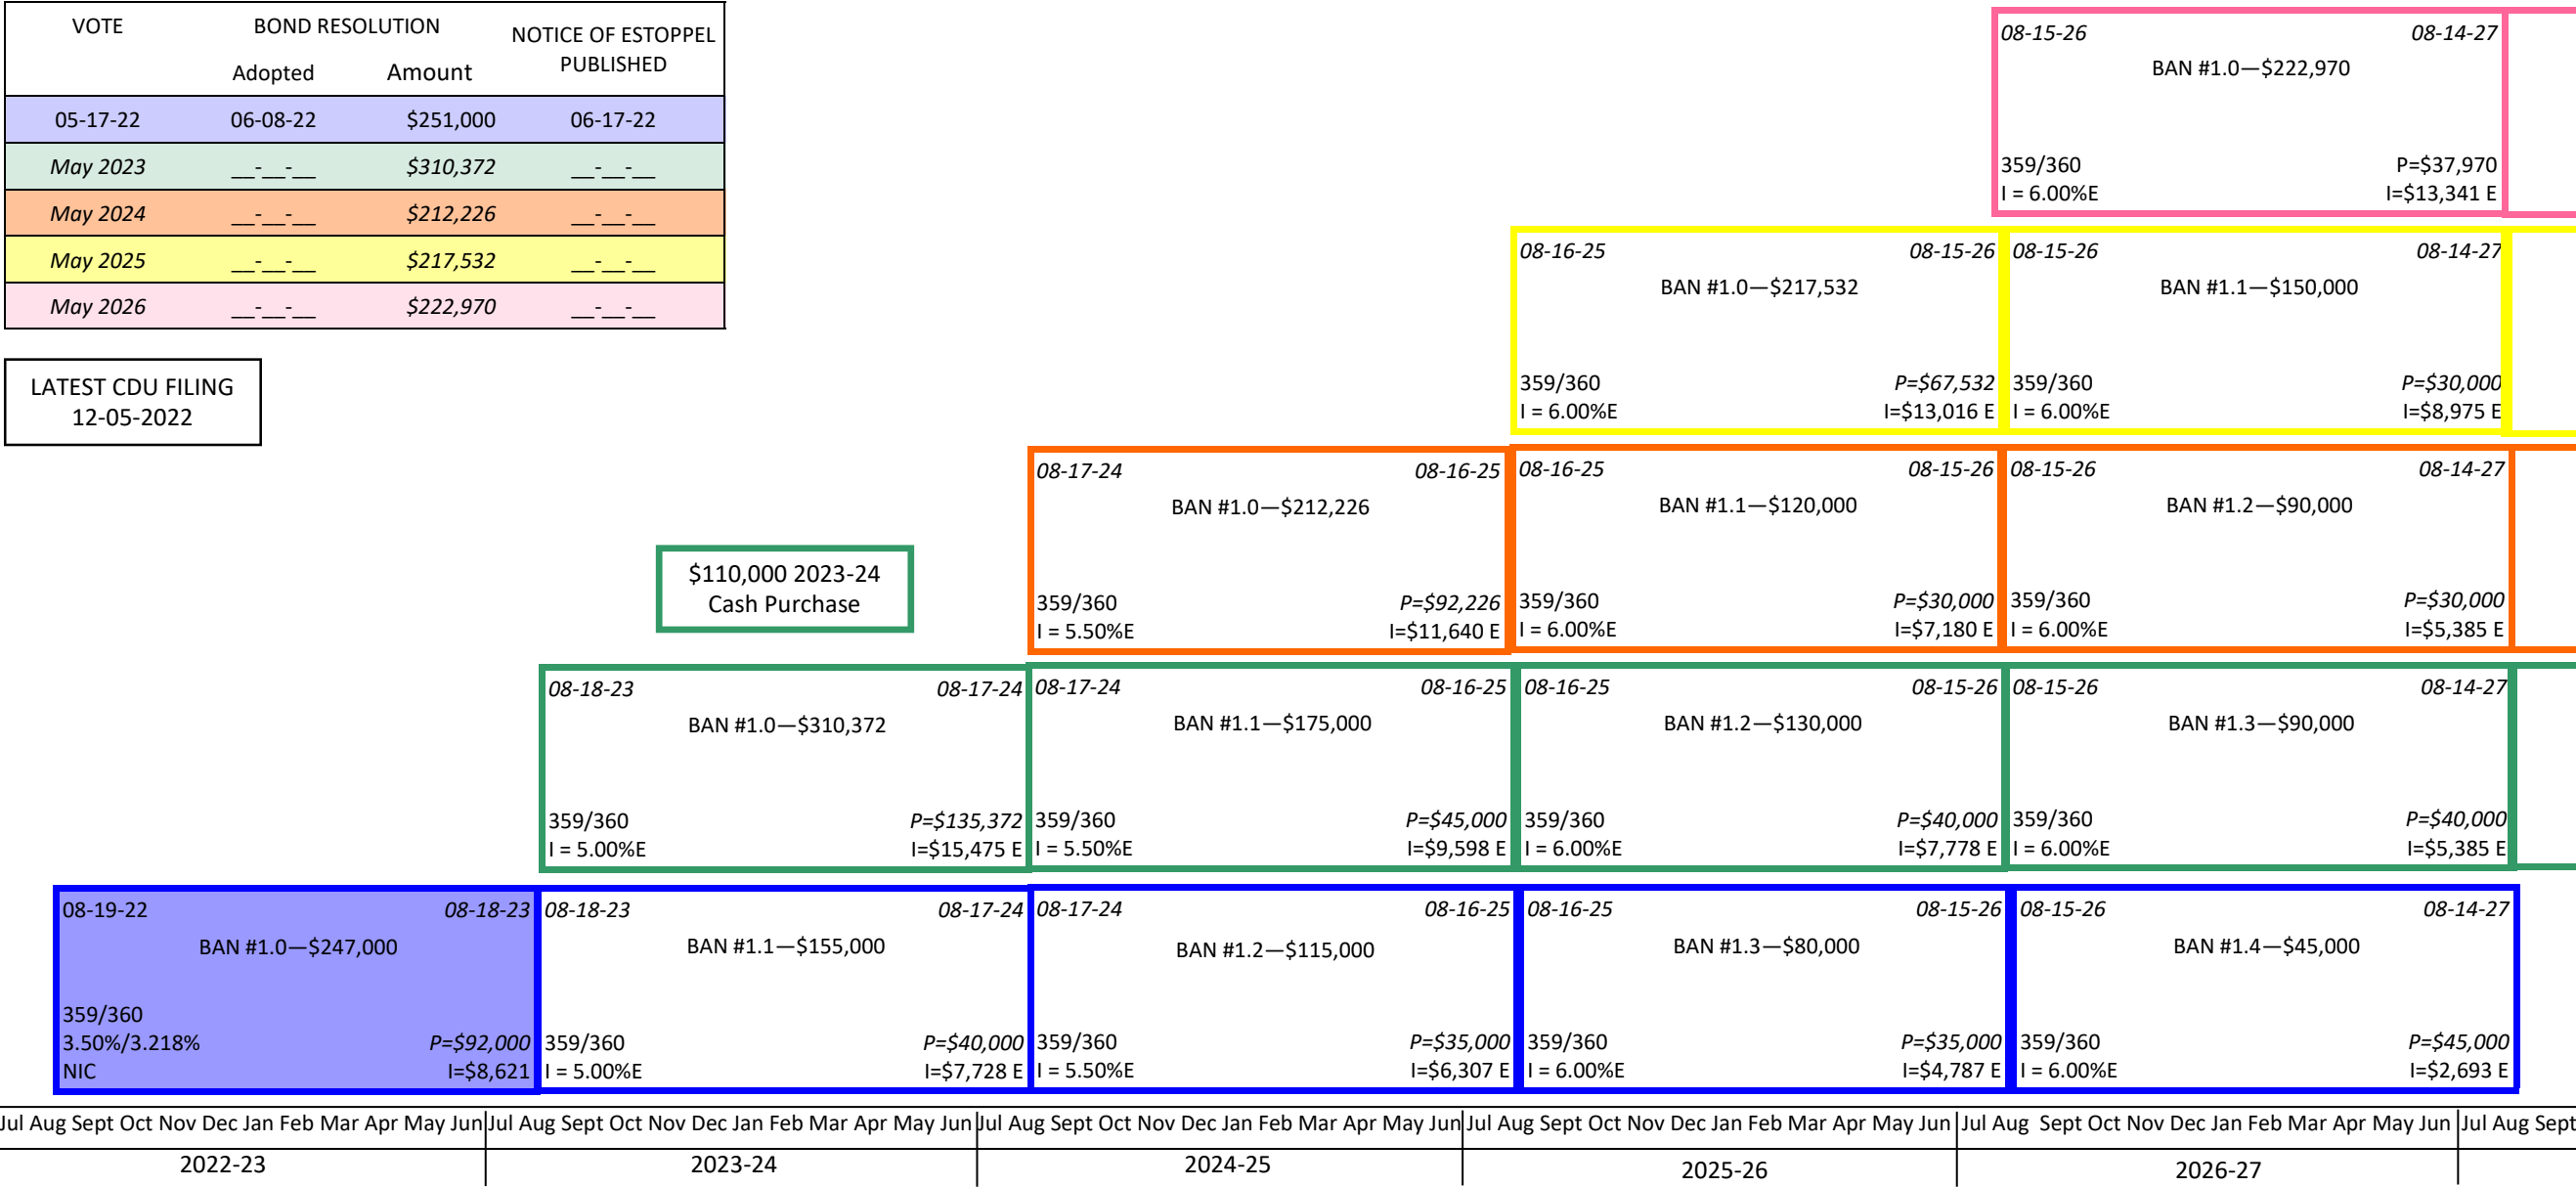 VOTE BOND RESOLUTION NOTICE OF ESTOPPEL PUBLISHED
Adopted Amount
05-17-22 06-08-22 $251,000 06-17-22
May 2023 __-__-__ $310,372 __-__-__
May 2024 __-__-__ $212,226 __-__-__
May 2025 __-__-__ $217,532 __-__-__
May 2026 __-__-__ $222,970 __-__-__
LATEST CDU FILING
12-05-2022
08-15-26 08-14-27
BAN #1.0—$222,970
359/360 P=$37,970
I = 6.00%E I=$13,341 E
08-16-25 08-15-26
BAN #1.0—$217,532
359/360 P=$67,532
I = 6.00%E I=$13,016 E
08-15-26 08-14-27
BAN #1.1—$150,000
359/360 P=$30,000
I = 6.00%E I=$8,975 E
08-17-24 08-16-25
BAN #1.0—$212,226
359/360 P=$92,226
I = 5.50%E I=$11,640 E
08-16-25 08-15-26
BAN #1.1—$120,000
359/360 P=$30,000
I = 6.00%E I=$7,180 E
08-15-26 08-14-27
BAN #1.2—$90,000
359/360 P=$30,000
I = 6.00%E I=$5,385 E
$110,000 2023-24
Cash Purchase
08-18-23 08-17-24
BAN #1.0—$310,372
359/360 P=$135,372
I = 5.00%E I=$15,475 E
08-17-24 08-16-25
BAN #1.1—$175,000
359/360 P=$45,000
I = 5.50%E I=$9,598 E
08-16-25 08-15-26
BAN #1.2—$130,000
359/360 P=$40,000
I = 6.00%E I=$7,778 E
08-15-26 08-14-27
BAN #1.3—$90,000
359/360 P=$40,000
I = 6.00%E I=$5,385 E
08-19-22 08-18-23
BAN #1.0—$247,000
359/360
3.50%/3.218% P=$92,000
NIC I=$8,621
08-18-23 08-17-24
BAN #1.1—$155,000
359/360 P=$40,000
I = 5.00%E I=$7,728 E
08-17-24 08-16-25
BAN #1.2—$115,000
359/360 P=$35,000
I = 5.50%E I=$6,307 E
08-16-25 08-15-26
BAN #1.3—$80,000
359/360 P=$35,000
I = 6.00%E I=$4,787 E
08-15-26 08-14-27
BAN #1.4—$45,000
359/360 P=$45,000
I = 6.00%E I=$2,693 E
Jul Aug Sept Oct Nov Dec Jan Feb Mar Apr May Jun Jul Aug Sept Oct Nov Dec Jan Feb Mar Apr May Jun Jul Aug Sept Oct Nov Dec Jan Feb Mar Apr May Jun Jul Aug Sept Oct Nov Dec Jan Feb Mar Apr May Jun Jul Aug Sept Oct Nov Dec Jan Feb Mar Apr May Jun Jul Aug Sept
2022-23 2023-24 2024-25 2025-26 2026-27